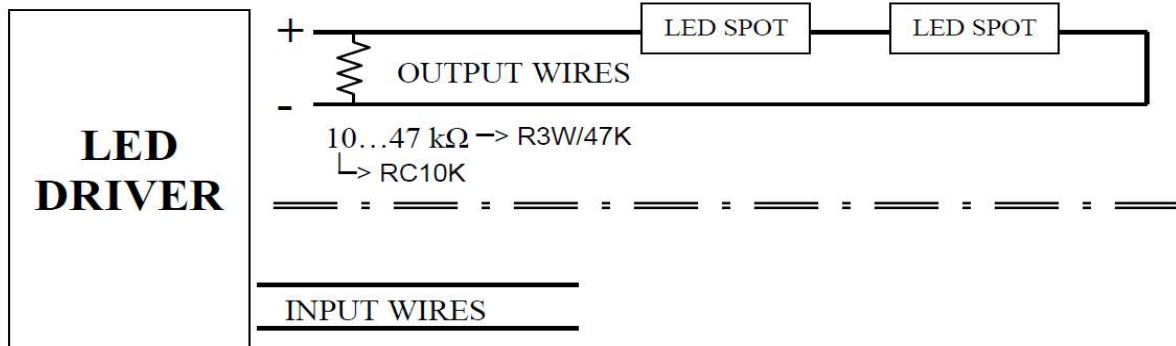 LED DRIVER
+
LED SPOT
LED SPOT
OUTPUT WIRES
-
10…47 kΩ –> R3W/47K
–> RC10K
INPUT WIRES